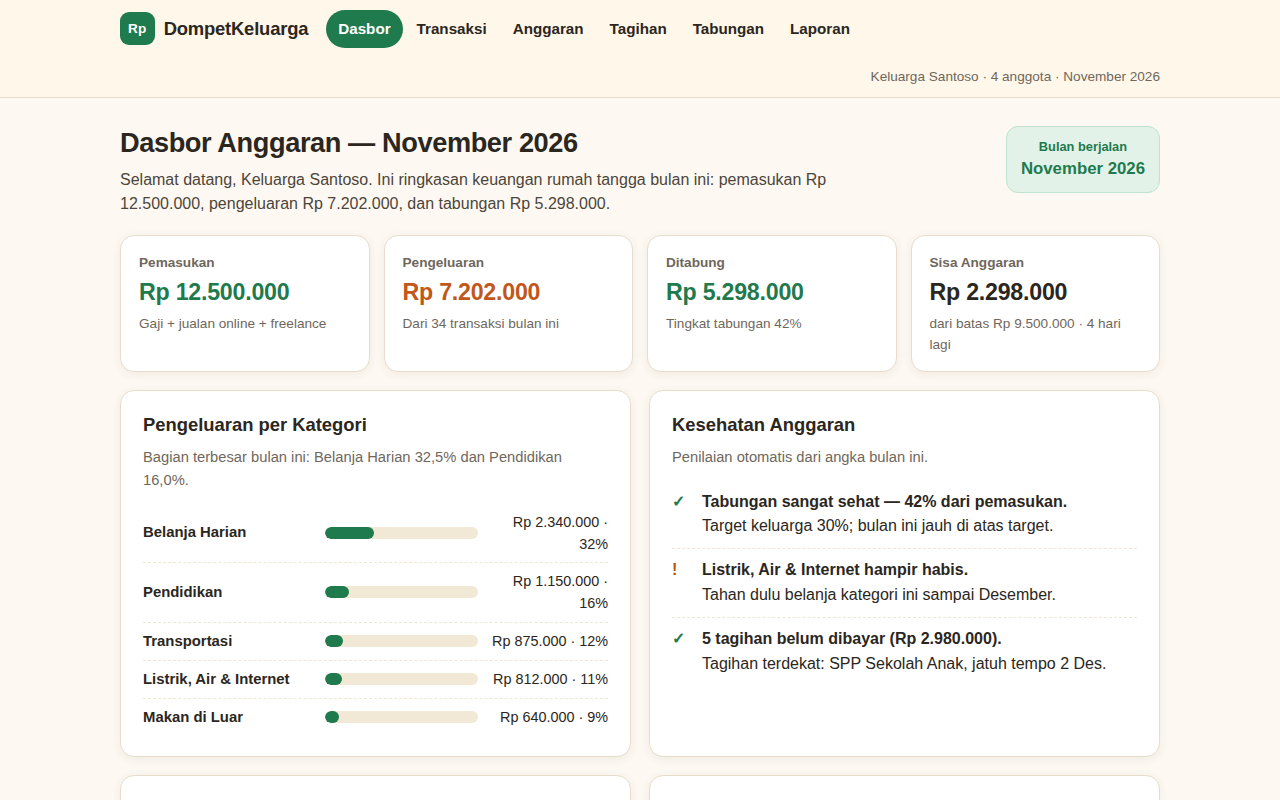 Rp
DompetKeluarga
Dasbor
Transaksi
Anggaran
Tagihan
Tabungan
Laporan
Keluarga Santoso · 4 anggota · November 2026
Dasbor Anggaran — November 2026
Selamat datang, Keluarga Santoso. Ini ringkasan keuangan rumah tangga bulan ini: pemasukan Rp
12.500.000, pengeluaran Rp 7.202.000, dan tabungan Rp 5.298.000.
Bulan berjalan
November 2026
Pemasukan
Rp 12.500.000
Gaji + jualan online + freelance
Pengeluaran
Rp 7.202.000
Dari 34 transaksi bulan ini
Ditabung
Rp 5.298.000
Tingkat tabungan 42%
Sisa Anggaran
Rp 2.298.000
dari batas Rp 9.500.000 · 4 hari
lagi
Pengeluaran per Kategori
Bagian terbesar bulan ini: Belanja Harian 32,5% dan Pendidikan
16,0%.
Belanja Harian
Rp 2.340.000 ·
32%
Pendidikan
Rp 1.150.000 ·
16%
Transportasi
Rp 875.000 · 12%
Listrik, Air & Internet
Rp 812.000 · 11%
Makan di Luar
Rp 640.000 · 9%
Kesehatan Anggaran
Penilaian otomatis dari angka bulan ini.
✓ Tabungan sangat sehat — 42% dari pemasukan.
Target keluarga 30%; bulan ini jauh di atas target.
! Listrik, Air & Internet hampir habis.
Tahan dulu belanja kategori ini sampai Desember.
✓ 5 tagihan belum dibayar (Rp 2.980.000).
Tagihan terdekat: SPP Sekolah Anak, jatuh tempo 2 Des.